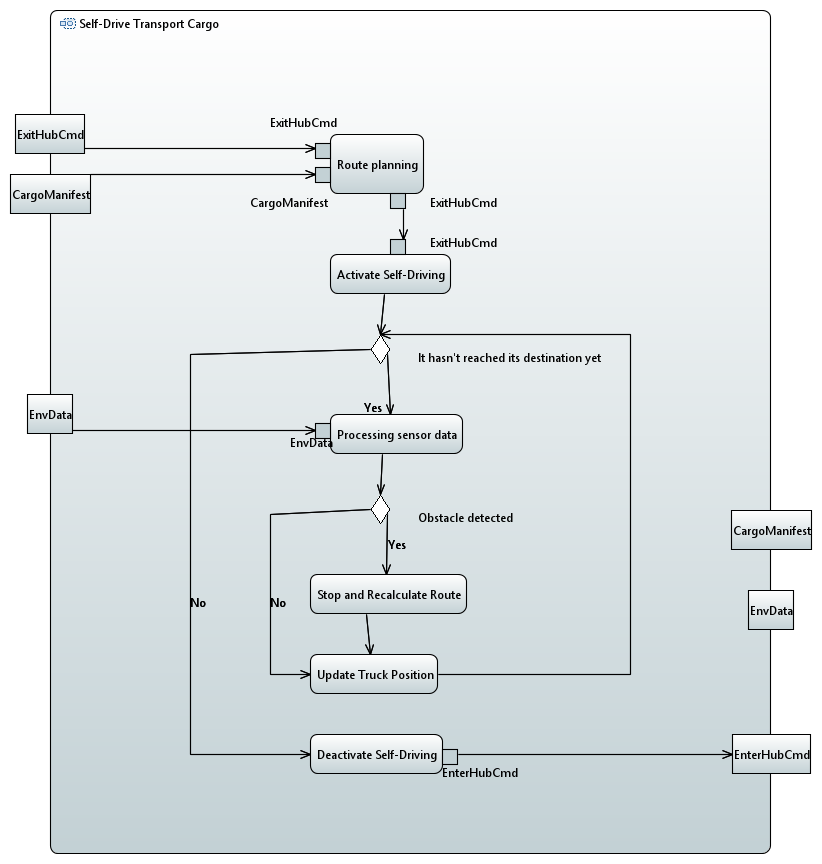 Self-Drive Transport Cargo
ExitHubCmd
ExitHubCmd
Route planning
CargoManifest
CargoManifest
ExitHubCmd
ExitHubCmd
Activate Self-Driving
It hasn't reached its destination yet
Yes
EnvData
EnvData
Processing sensor data
Obstacle detected
CargoManifest
Yes
Stop and Recalculate Route
EnvData
No
No
Update Truck Position
Deactivate Self-Driving
EnterHubCmd
EnterHubCmd